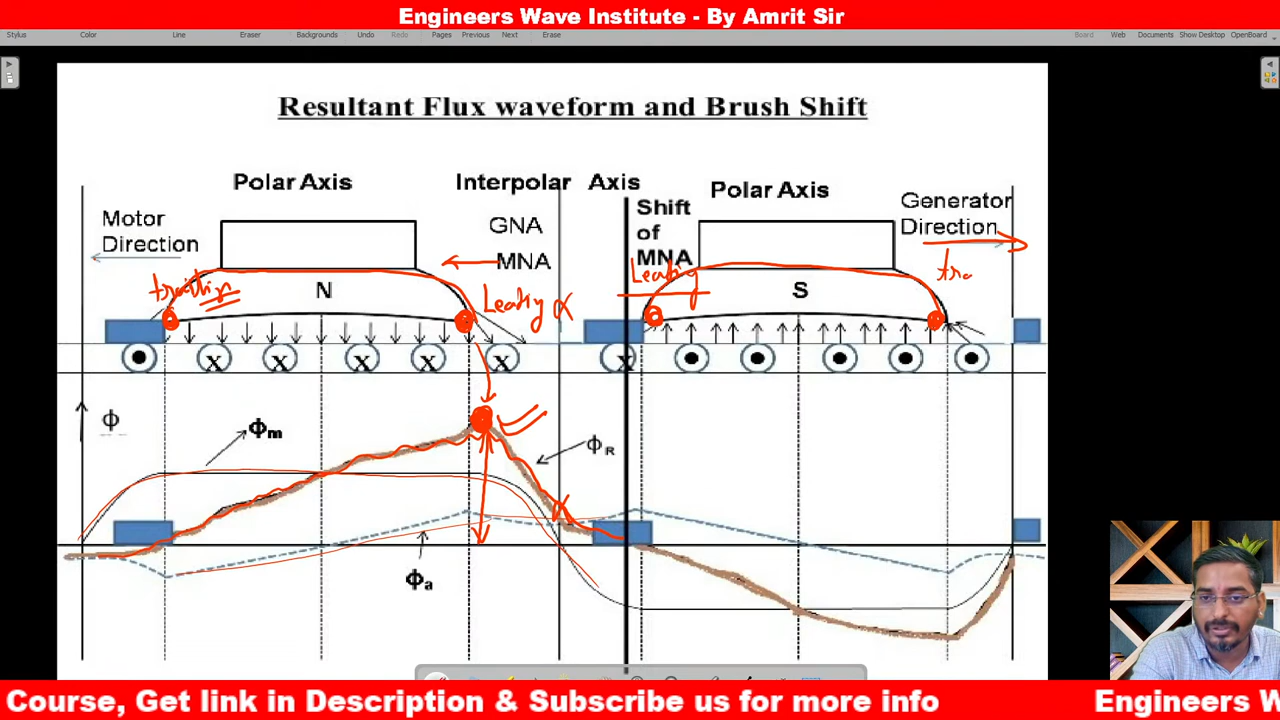 Engineers Wave Institute - By Amrit Sir
Stylus Color Line Eraser Backgrounds Undo Redo Pages Previous Next Erase Board Web Documents Show Desktop OpenBoard
Resultant Flux waveform and Brush Shift
Polar Axis Interpolar Axis Polar Axis
Motor
Direction
GNA
MNA
Shift
of
MNA
Generator
Direction
N
S
Leaking
tra
x x x x x x
ϕ
ϕm
ϕR
ϕa
Course, Get link in Description & Subscribe us for more info Engineers W